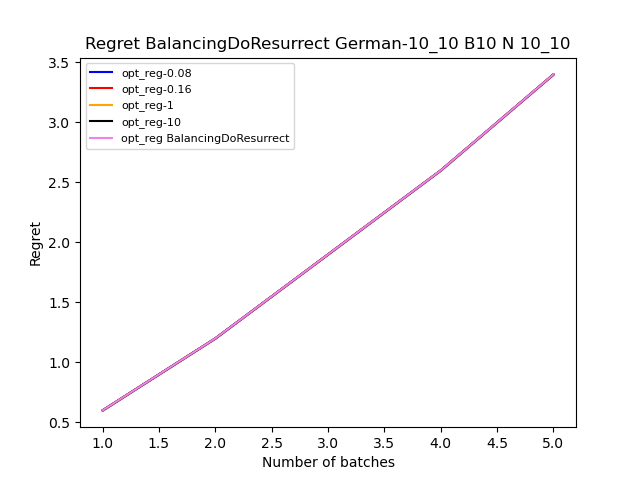 Regret BalancingDoResurrect German-10_10 B10 N 10_10
opt_reg-0.08
opt_reg-0.16
opt_reg-1
opt_reg-10
opt_reg BalancingDoResurrect
3.5
3.0
2.5
2.0
1.5
1.0
0.5
Regret
1.0 1.5 2.0 2.5 3.0 3.5 4.0 4.5 5.0
Number of batches